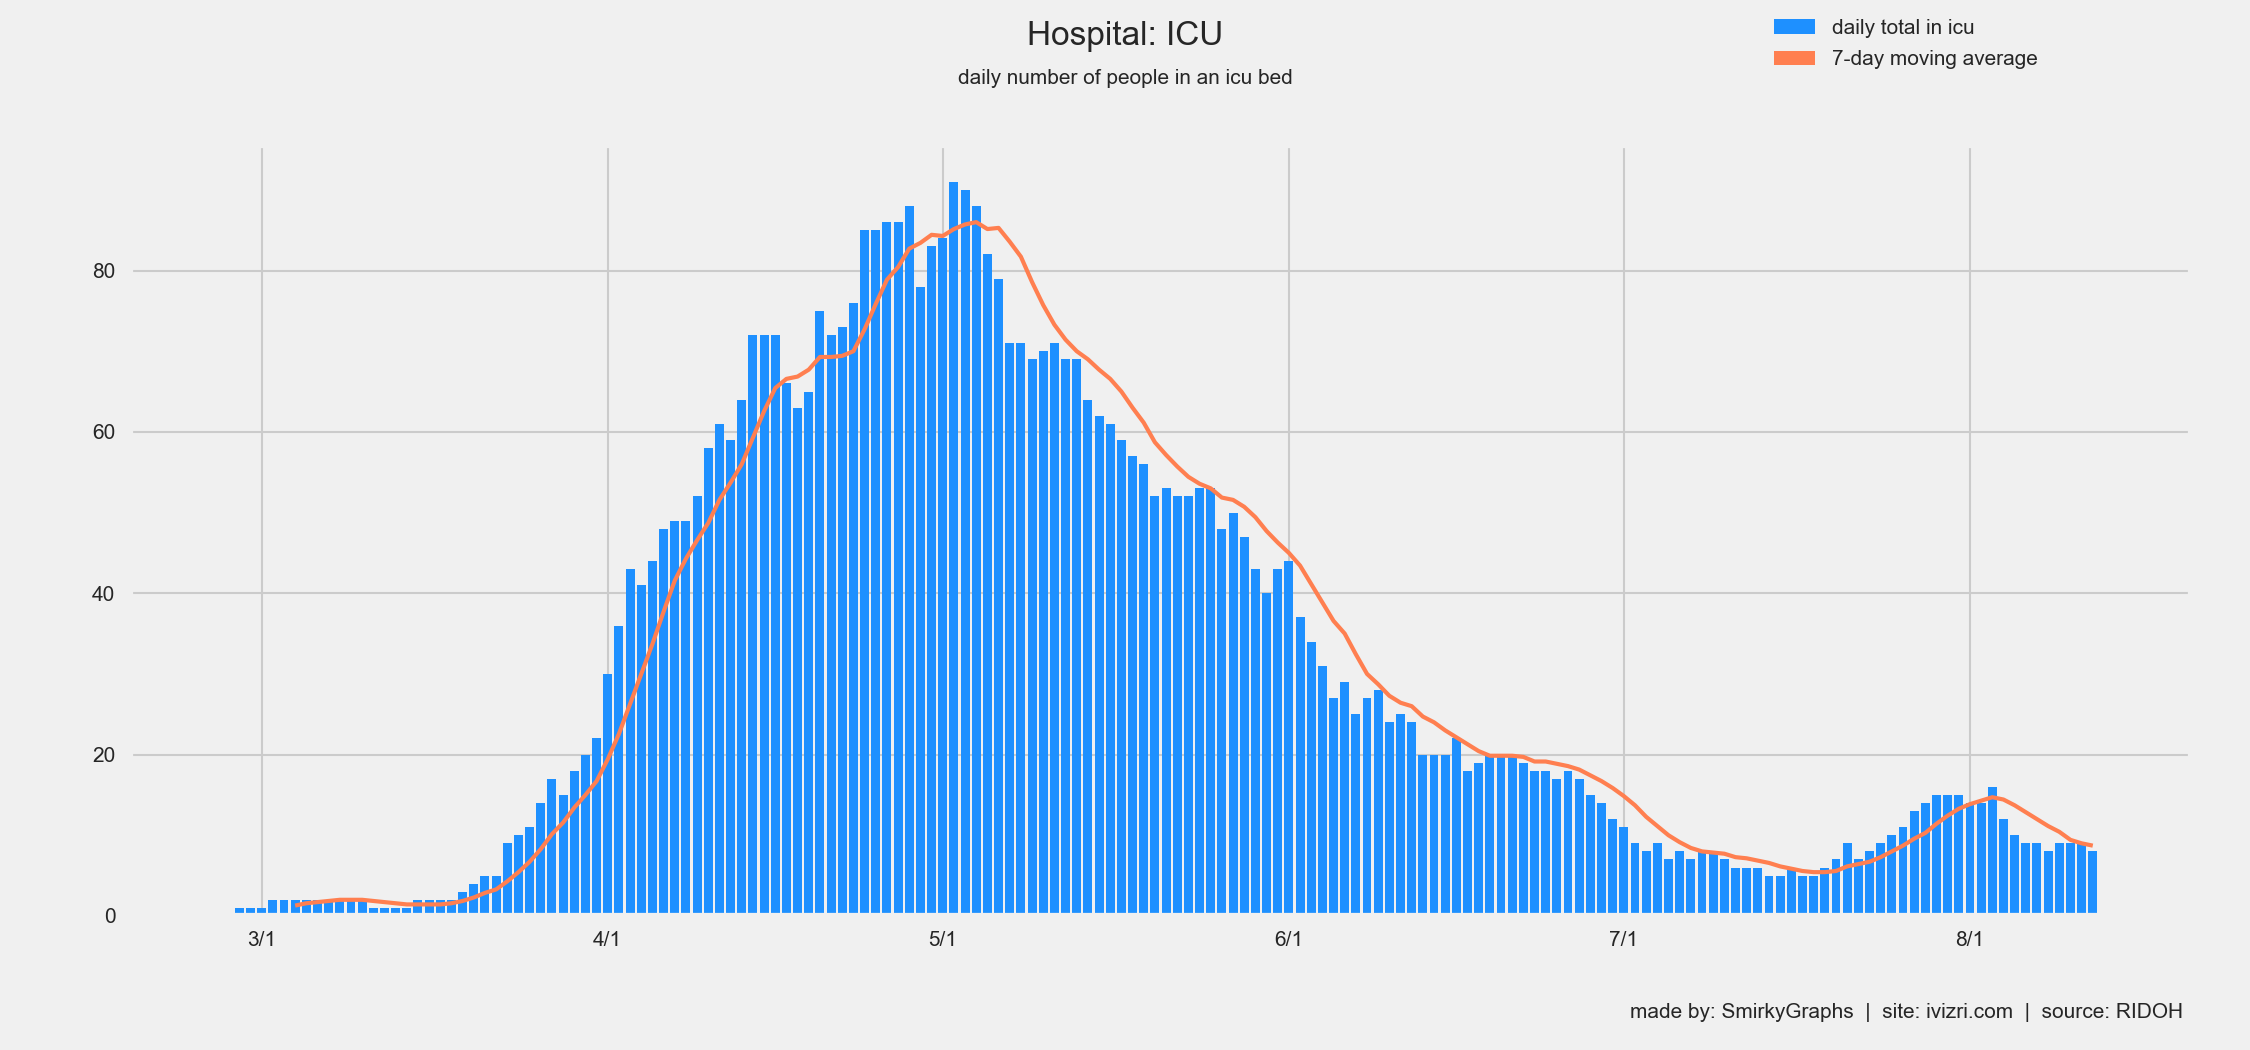 Hospital: ICU
daily number of people in an icu bed
daily total in icu
7-day moving average
80
60
40
20
0
3/1 4/1 5/1 6/1 7/1 8/1
made by: SmirkyGraphs | site: ivizri.com | source: RIDOH